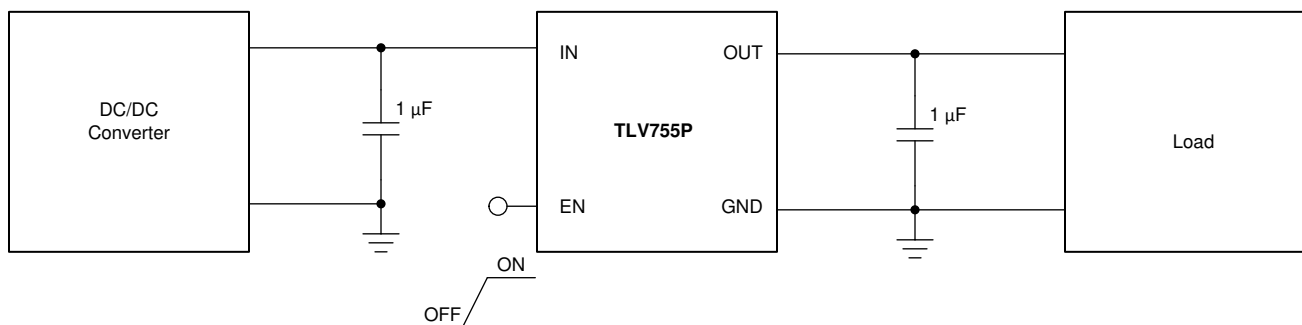 DC/DC
Converter
1 µF
IN
OUT
TLV755P
EN
GND
1 µF
Load
ON
OFF